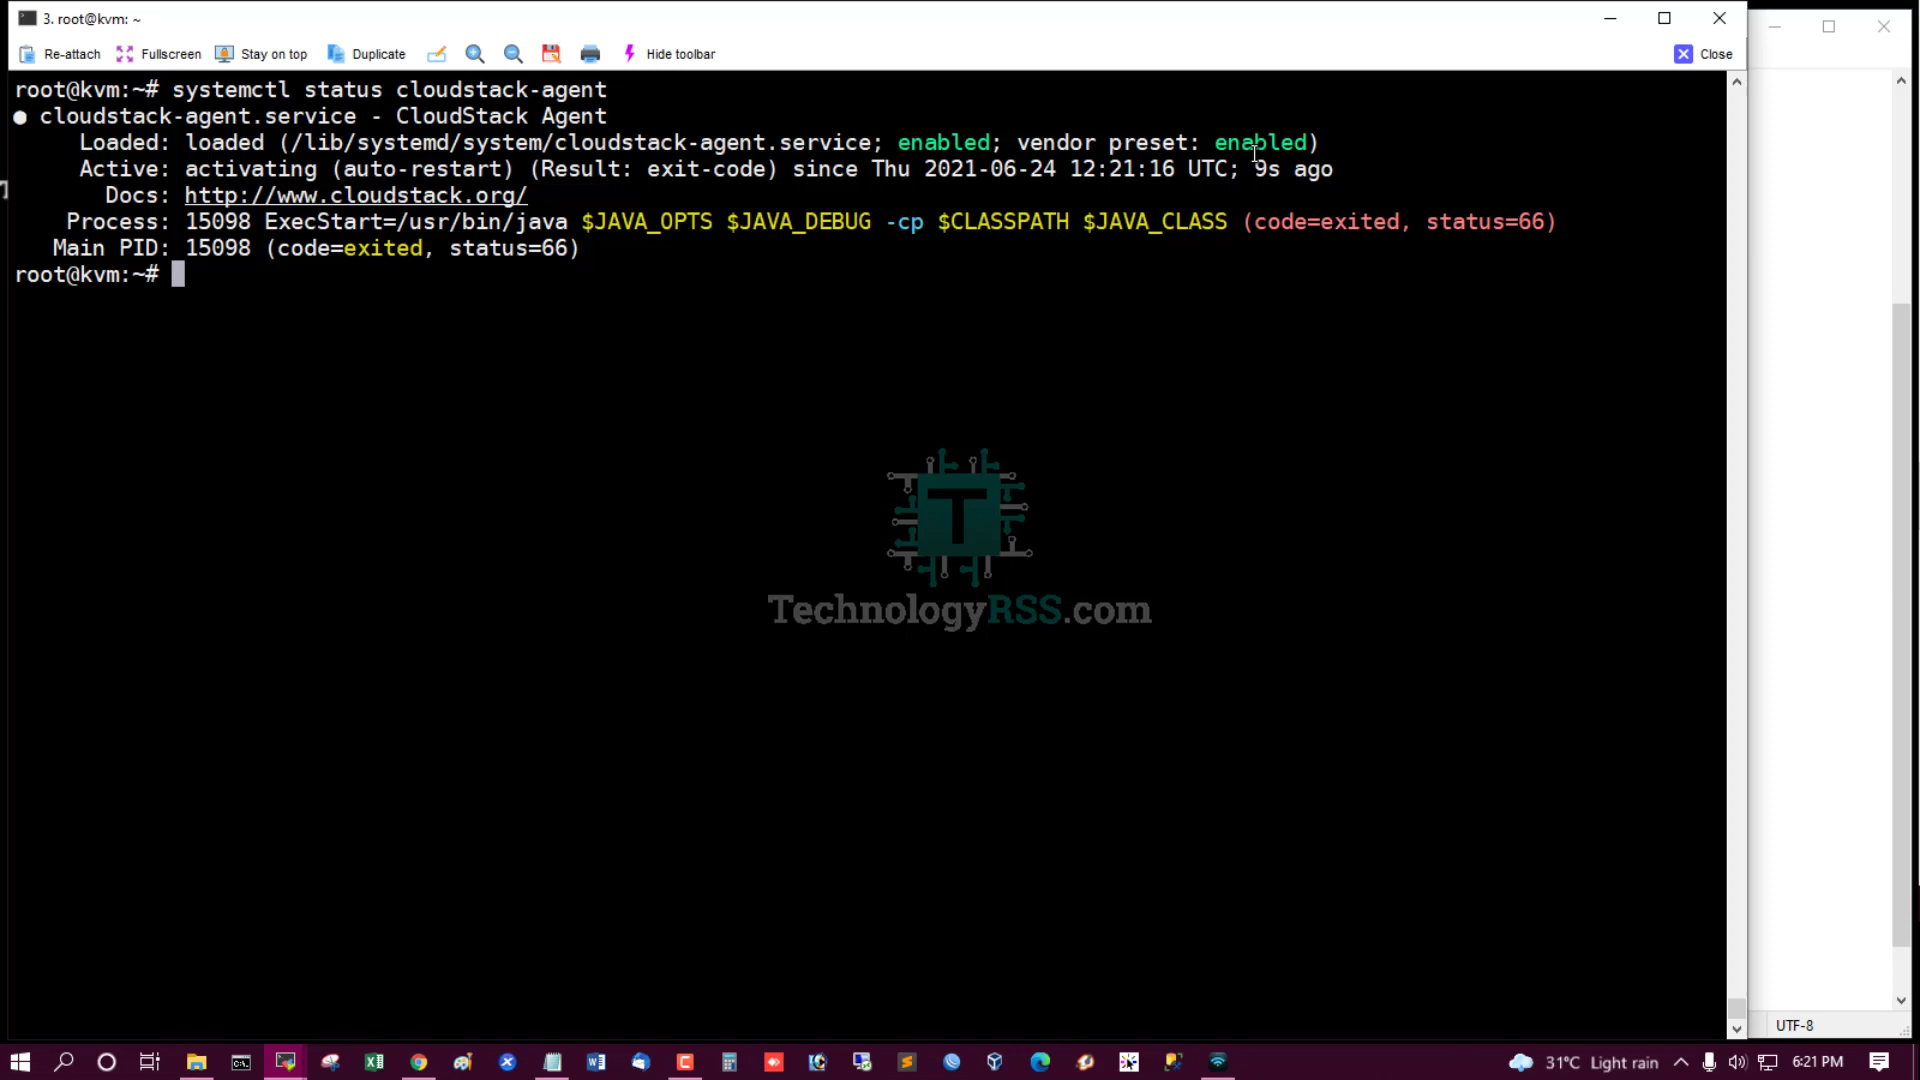 3. root@kvm: ~
Re-attach Fullscreen Stay on top Duplicate Hide toolbar Close
root@kvm:~# systemctl status cloudstack-agent
● cloudstack-agent.service - CloudStack Agent
Loaded: loaded (/lib/systemd/system/cloudstack-agent.service; enabled; vendor preset: enabled)
Active: activating (auto-restart) (Result: exit-code) since Thu 2021-06-24 12:21:16 UTC; 9s ago
Docs: http://www.cloudstack.org/
Process: 15098 ExecStart=/usr/bin/java $JAVA_OPTS $JAVA_DEBUG -cp $CLASSPATH $JAVA_CLASS (code=exited, status=66)
Main PID: 15098 (code=exited, status=66)
root@kvm:~#
T
TechnologyRSS.com
UTF-8
31°C Light rain 6:21 PM